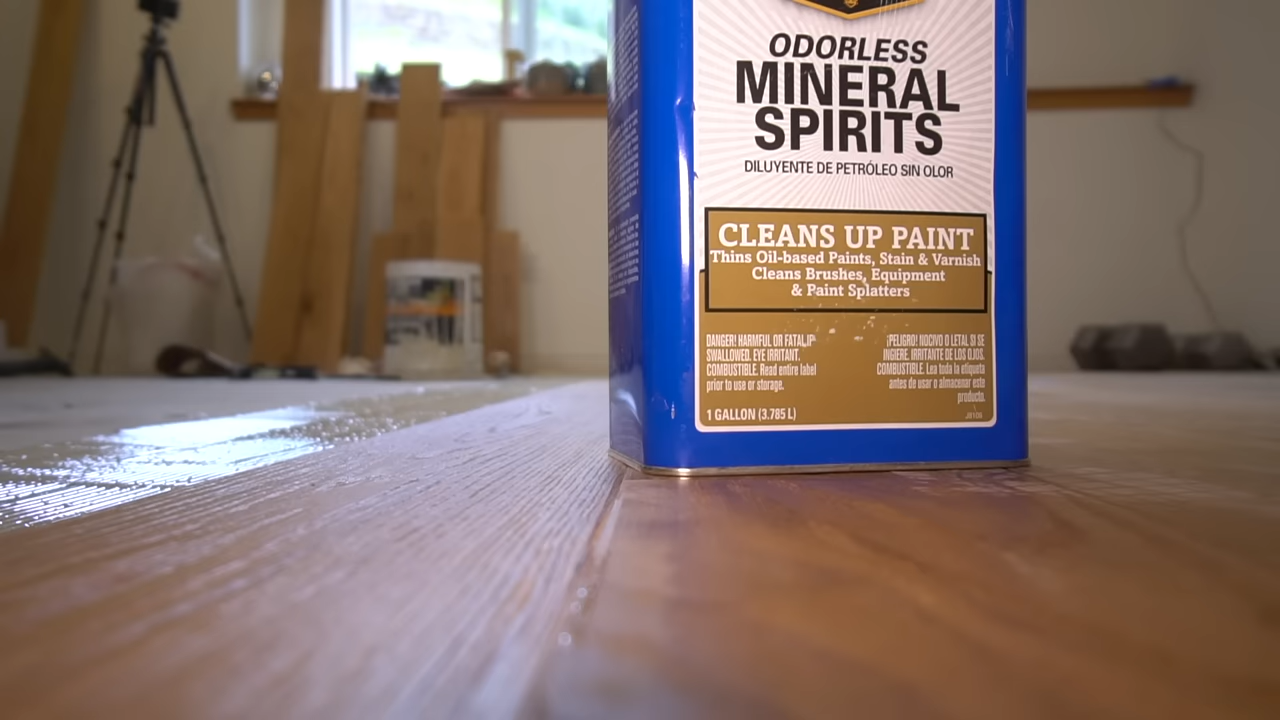 ODORLESS
MINERAL
SPIRITS
DILUYENTE DE PETRÓLEO SIN OLOR
CLEANS UP PAINT
Thins Oil-based Paints, Stain & Varnish
Cleans Brushes, Equipment
& Paint Splatters
DANGER! HARMFUL OR FATAL IF
SWALLOWED. EYE IRRITANT.
COMBUSTIBLE. Read entire label
prior to use or storage.
¡PELIGRO! NOCIVO O LETAL SI SE
INGIERE. IRRITANTE DE LOS OJOS.
COMBUSTIBLE. Lea toda la etiqueta
antes de usar o almacenar este
producto.
1 GALLON (3.785 L)